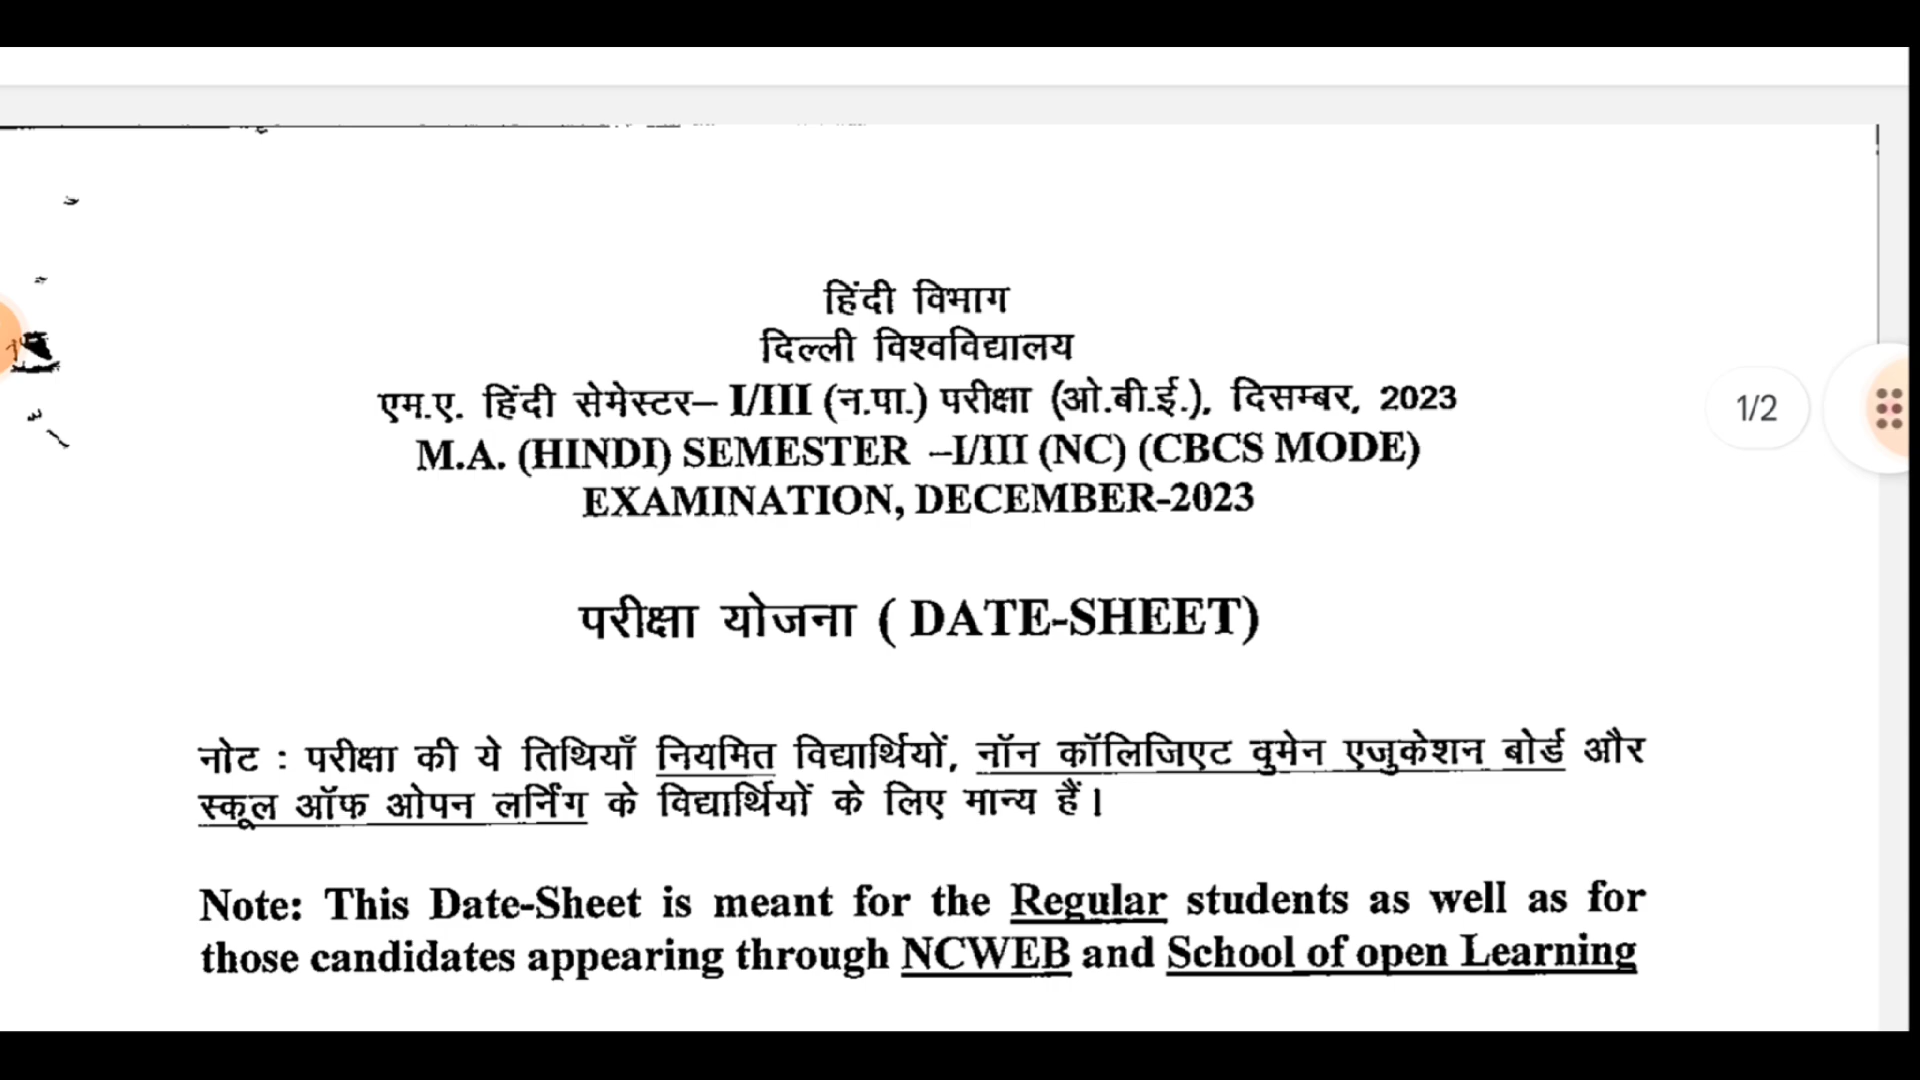 हिंदी विभाग
दिल्ली विश्वविद्यालय
एम.ए. हिंदी सेमेस्टर– I/III (न.पा.) परीक्षा (ओ.बी.ई.), दिसम्बर, 2023
M.A. (HINDI) SEMESTER –I/III (NC) (CBCS MODE)
EXAMINATION, DECEMBER-2023
1/2
परीक्षा योजना ( DATE-SHEET)
नोट : परीक्षा की ये तिथियाँ नियमित विद्यार्थियों, नॉन कॉलिजिएट वुमेन एजुकेशन बोर्ड और
स्कूल ऑफ ओपन लर्निंग के विद्यार्थियों के लिए मान्य हैं।
Note: This Date-Sheet is meant for the Regular students as well as for
those candidates appearing through NCWEB and School of open Learning